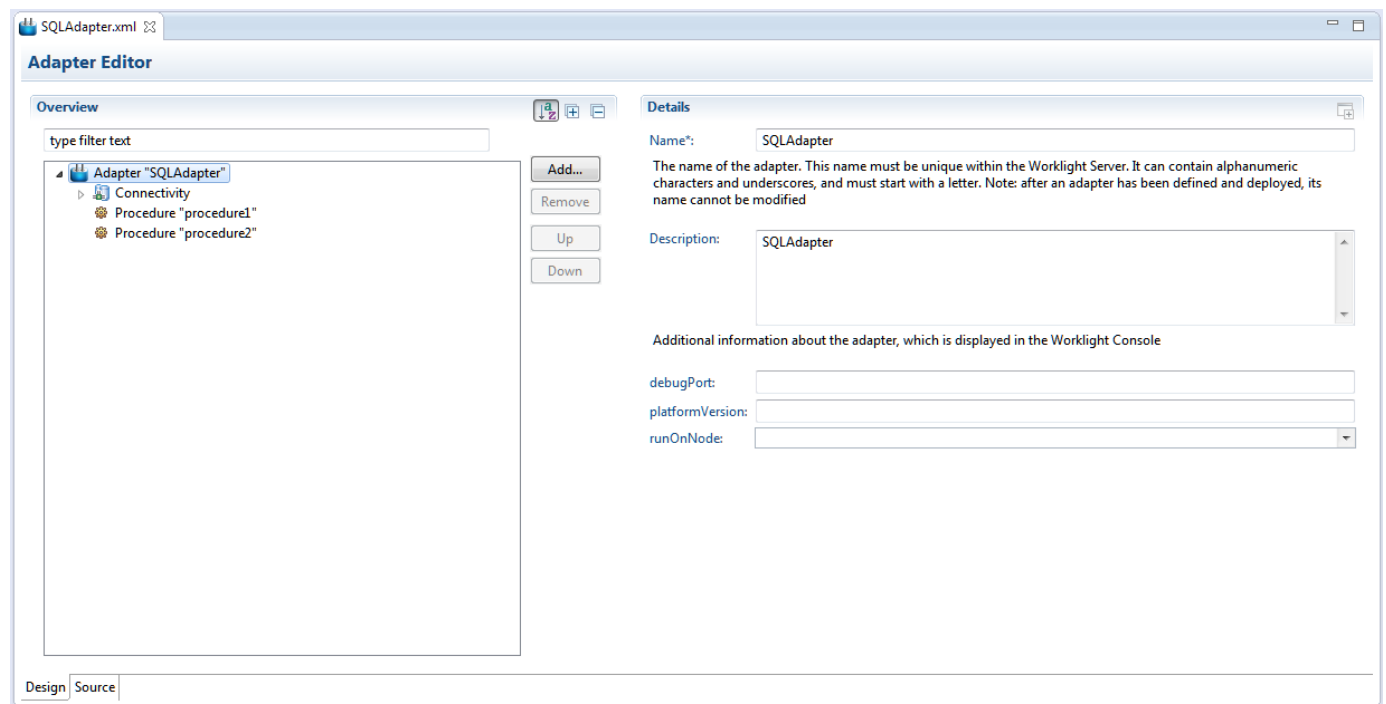 SQLAdapter.xml
Adapter Editor
Overview
type filter text
Adapter "SQLAdapter"
Connectivity
Procedure "procedure1"
Procedure "procedure2"
Add...
Remove
Up
Down
Details
Name*:
SQLAdapter
The name of the adapter. This name must be unique within the Worklight Server. It can contain alphanumeric
characters and underscores, and must start with a letter. Note: after an adapter has been defined and deployed, its
name cannot be modified
Description:
SQLAdapter
Additional information about the adapter, which is displayed in the Worklight Console
debugPort:
platformVersion:
runOnNode:
Design
Source